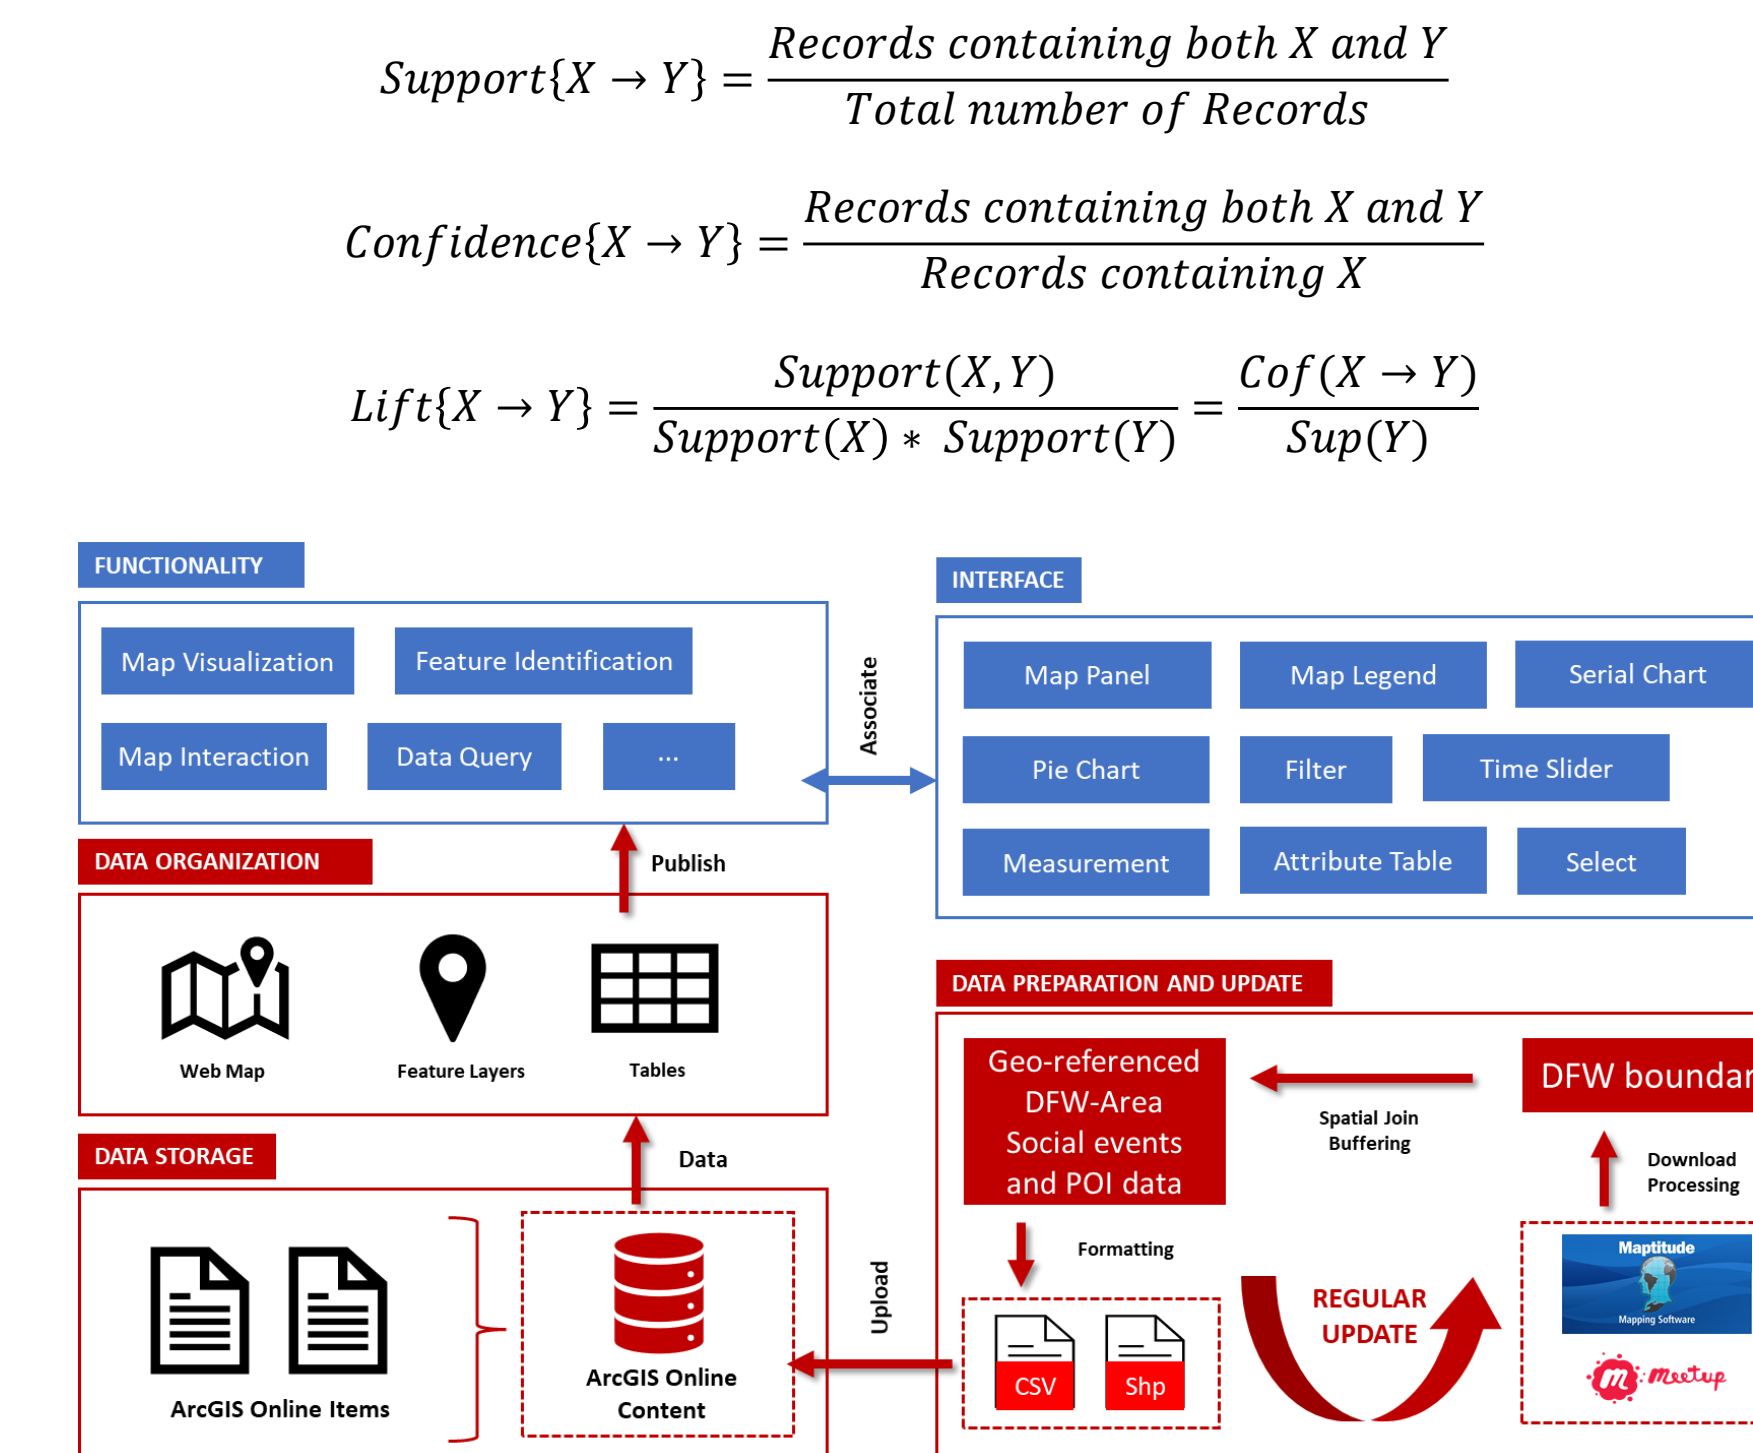 Support{X → Y} = Records containing both X and Y / Total number of Records
Confidence{X → Y} = Records containing both X and Y / Records containing X
Lift{X → Y} = Support(X,Y) / Support(X) * Support(Y) = Cof(X → Y) / Sup(Y)
FUNCTIONALITY
Map Visualization
Feature Identification
Map Interaction
Data Query
...
Associate
INTERFACE
Map Panel
Map Legend
Serial Chart
Pie Chart
Filter
Time Slider
Measurement
Attribute Table
Select
Publish
DATA ORGANIZATION
Web Map
Feature Layers
Tables
Data
DATA STORAGE
ArcGIS Online Items
ArcGIS Online
Content
Upload
DATA PREPARATION AND UPDATE
Geo-referenced
DFW-Area
Social events
and POI data
Spatial Join
Buffering
DFW boundar
Download
Processing
Formatting
CSV
Shp
REGULAR
UPDATE
Maptitude
Mapping Software
m
meetup